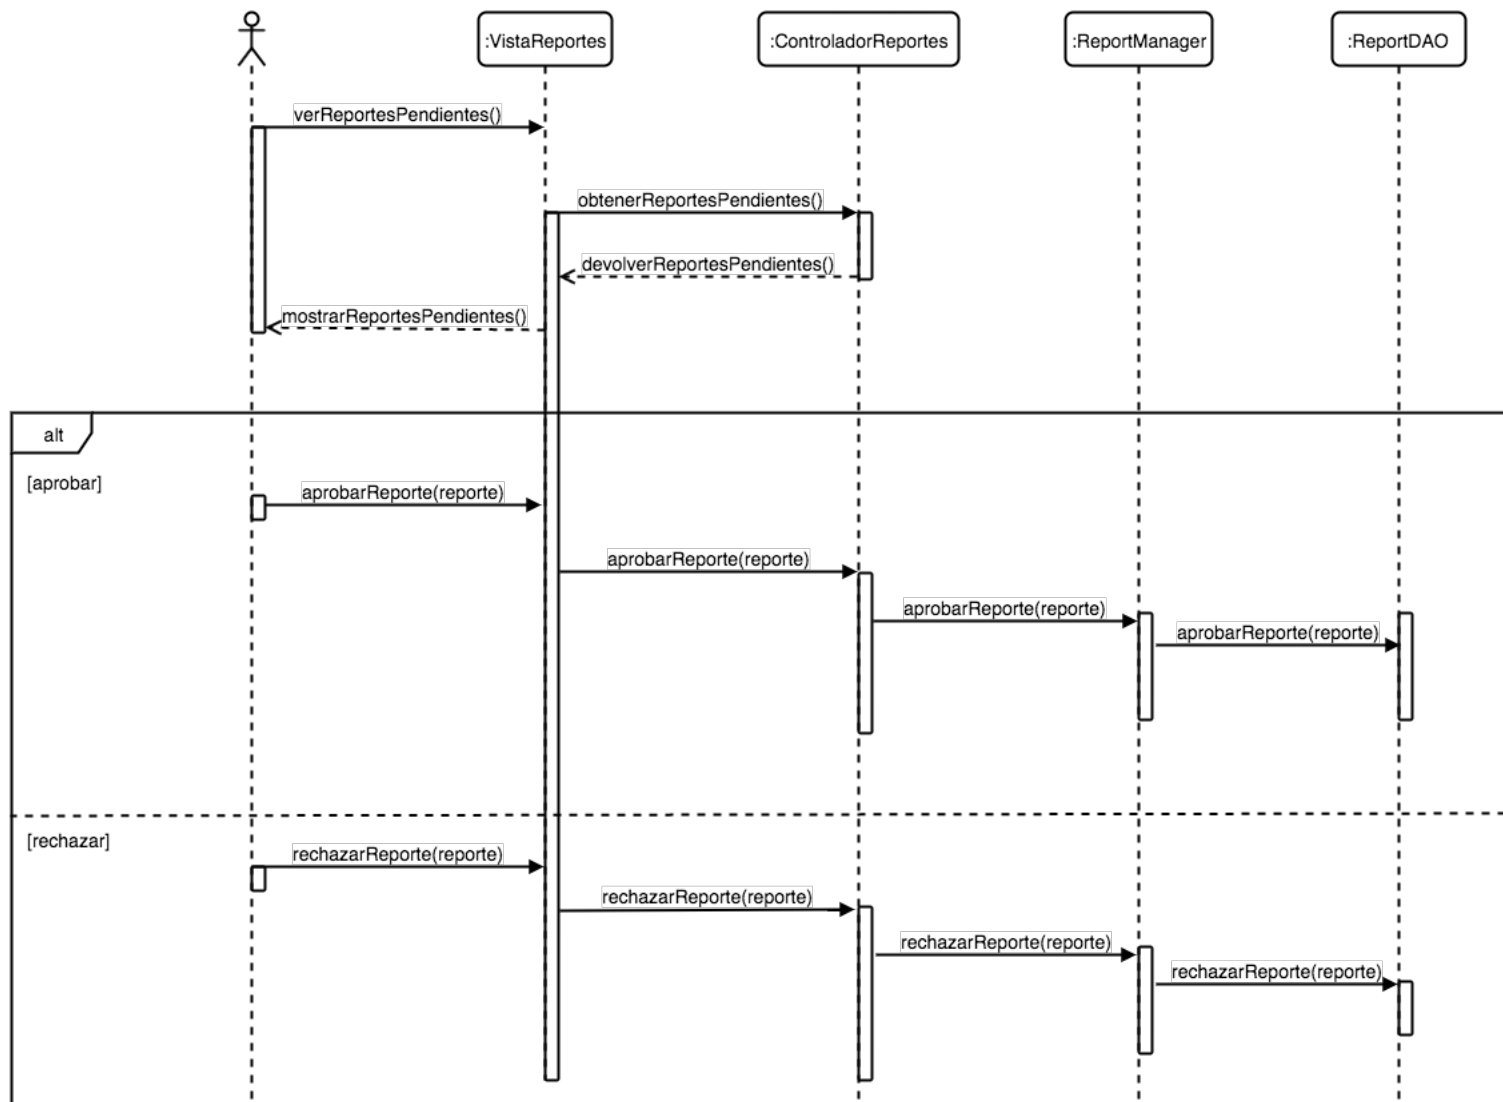 :VistaReportes
:ControladorReportes
:ReportManager
:ReportDAO
verReportesPendientes()
obtenerReportesPendientes()
devolverReportesPendientes()
mostrarReportesPendientes()
alt
[aprobar]
aprobarReporte(reporte)
aprobarReporte(reporte)
aprobarReporte(reporte)
aprobarReporte(reporte)
[rechazar]
rechazarReporte(reporte)
rechazarReporte(reporte)
rechazarReporte(reporte)
rechazarReporte(reporte)